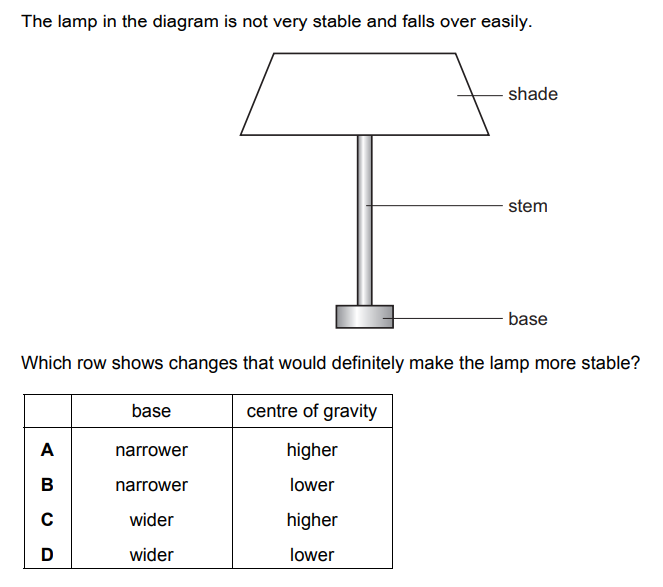 The lamp in the diagram is not very stable and falls over easily.
shade
stem
base
Which row shows changes that would definitely make the lamp more stable?
base centre of gravity
A narrower higher
B narrower lower
C wider higher
D wider lower